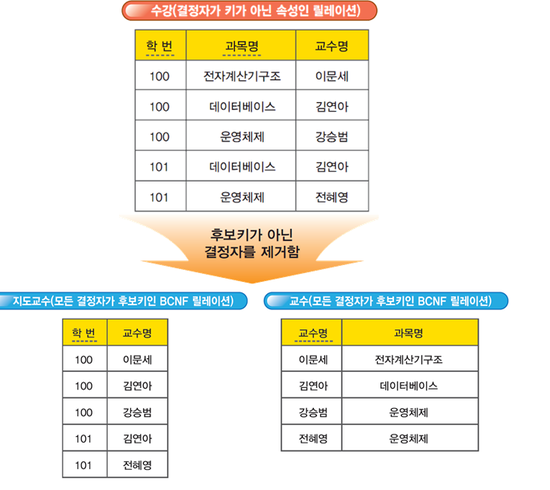 수강(결정자가 키가 아닌 속성인 릴레이션)
학 번 과목명 교수명
100 전자계산기구조 이문세
100 데이터베이스 김연아
100 운영체제 강승범
101 데이터베이스 김연아
101 운영체제 전혜영
후보키가 아닌
결정자를 제거함
지도교수(모든 결정자가 후보키인 BCNF 릴레이션)
학 번 교수명
100 이문세
100 김연아
100 강승범
101 김연아
101 전혜영
교수(모든 결정자가 후보키인 BCNF 릴레이션)
교수명 과목명
이문세 전자계산기구조
김연아 데이터베이스
강승범 운영체제
전혜영 운영체제